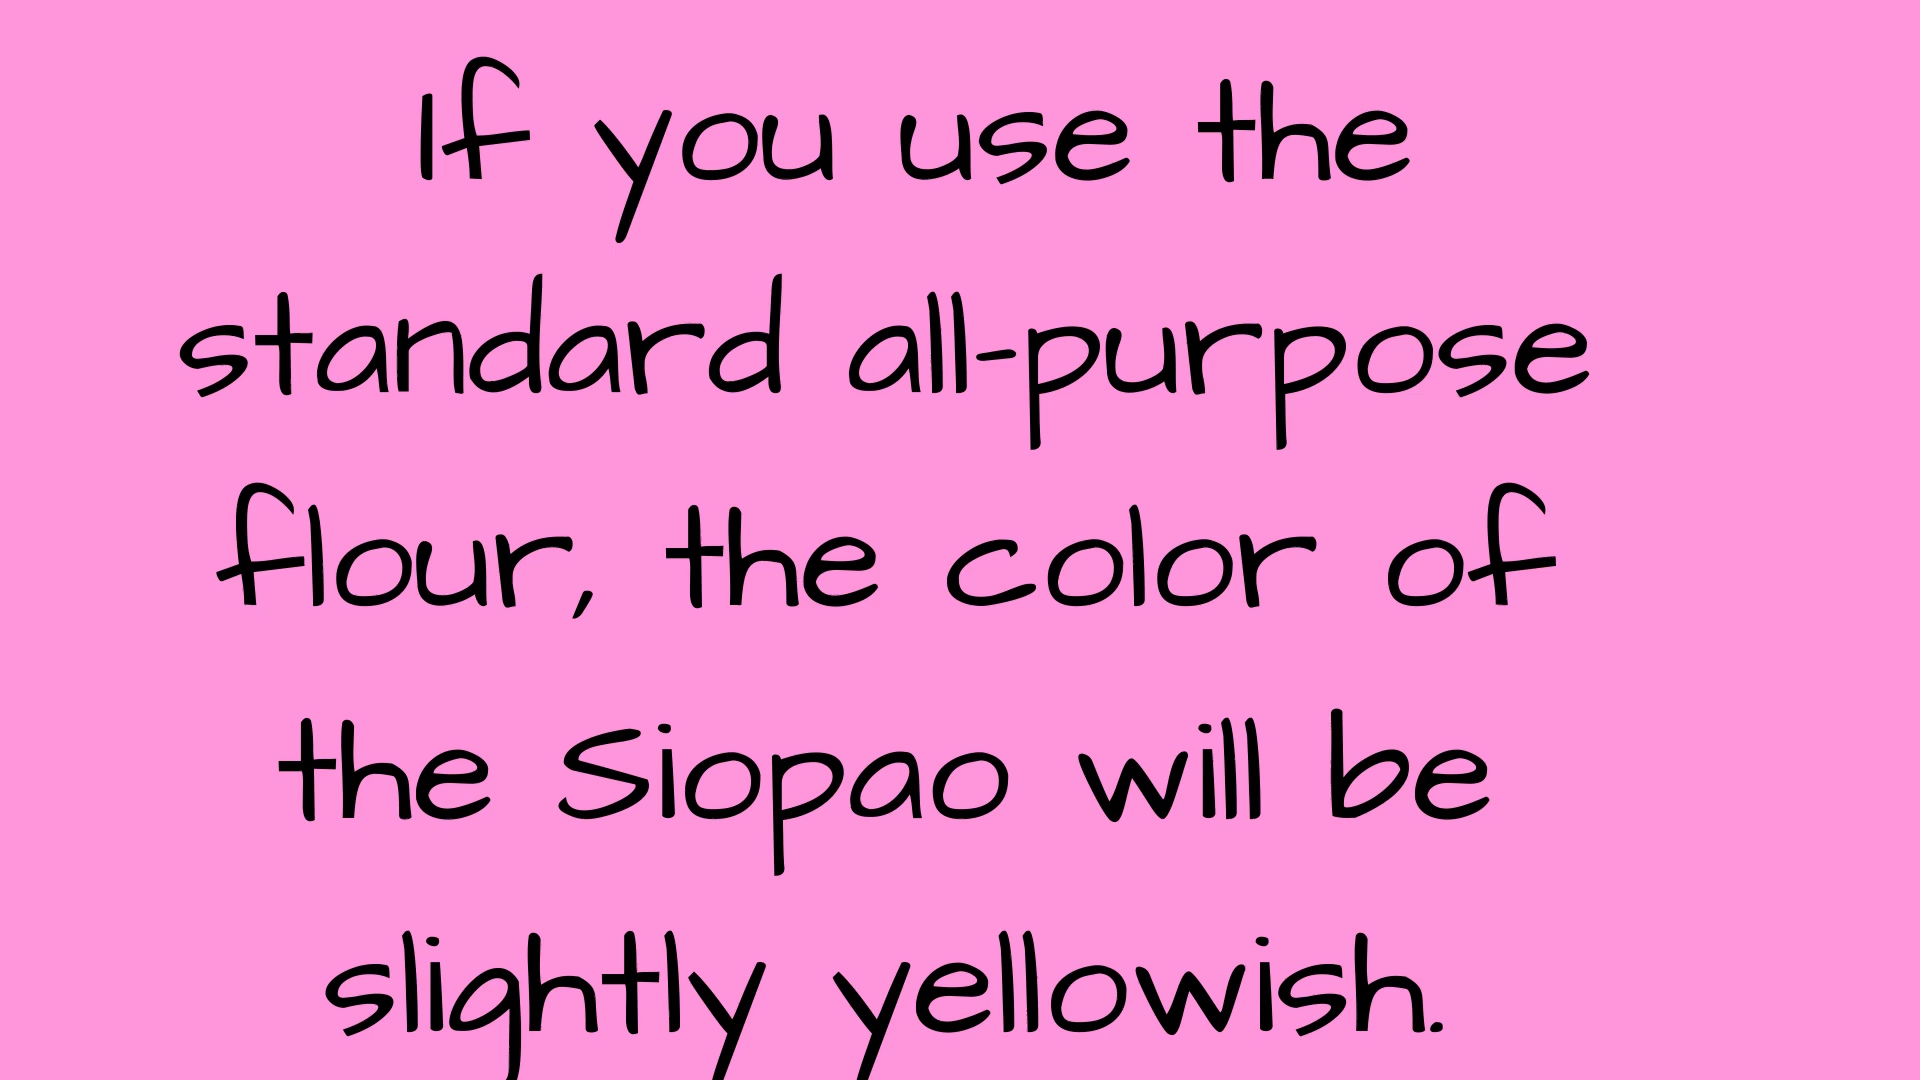 If you use the
standard all-purpose
flour, the color of
the Siopao will be
slightly yellowish.